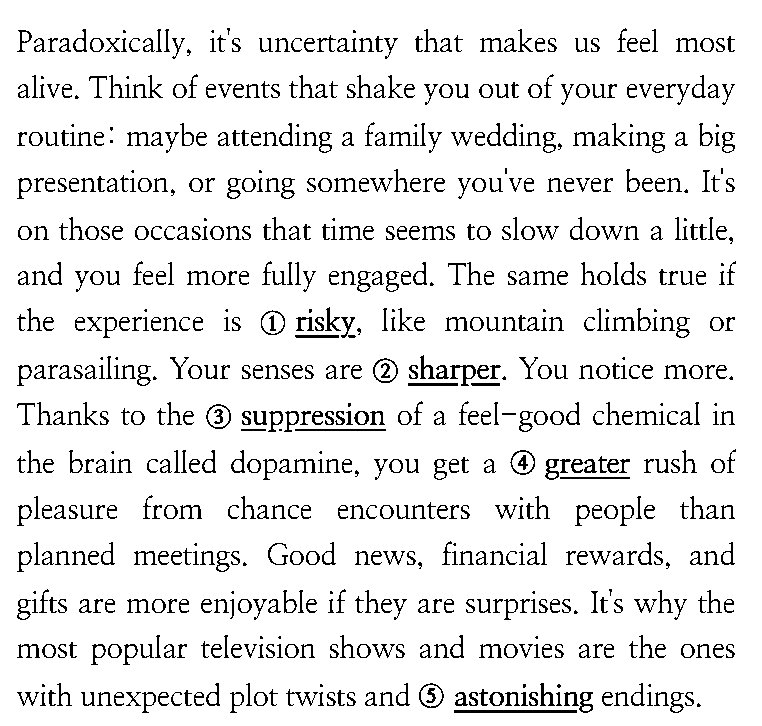 Paradoxically, it's uncertainty that makes us feel most
alive. Think of events that shake you out of your everyday
routine: maybe attending a family wedding, making a big
presentation, or going somewhere you've never been. It's
on those occasions that time seems to slow down a little,
and you feel more fully engaged. The same holds true if
the experience is ① risky, like mountain climbing or
parasailing. Your senses are ② sharper. You notice more.
Thanks to the ③ suppression of a feel-good chemical in
the brain called dopamine, you get a ④ greater rush of
pleasure from chance encounters with people than
planned meetings. Good news, financial rewards, and
gifts are more enjoyable if they are surprises. It's why the
most popular television shows and movies are the ones
with unexpected plot twists and ⑤ astonishing endings.